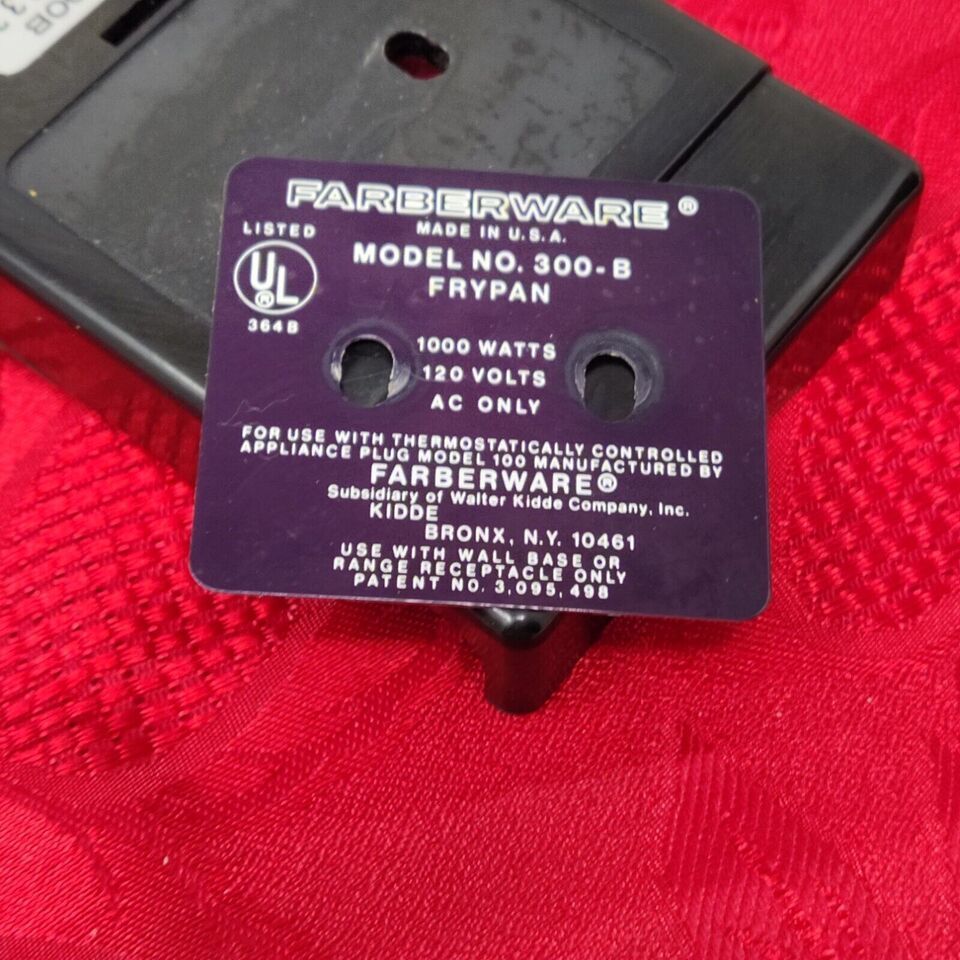 FARBERWARE®
MADE IN U.S.A.
LISTED
UL®
364B
MODEL NO. 300-B
FRYPAN
1000 WATTS
120 VOLTS
AC ONLY
FOR USE WITH THERMOSTATICALLY CONTROLLED
APPLIANCE PLUG MODEL 100 MANUFACTURED BY
FARBERWARE®
Subsidiary of Walter Kidde Company, Inc.
KIDDE
BRONX, N.Y. 10461
USE WITH WALL BASE OR
RANGE RECEPTACLE ONLY
PATENT NO. 3,095,498